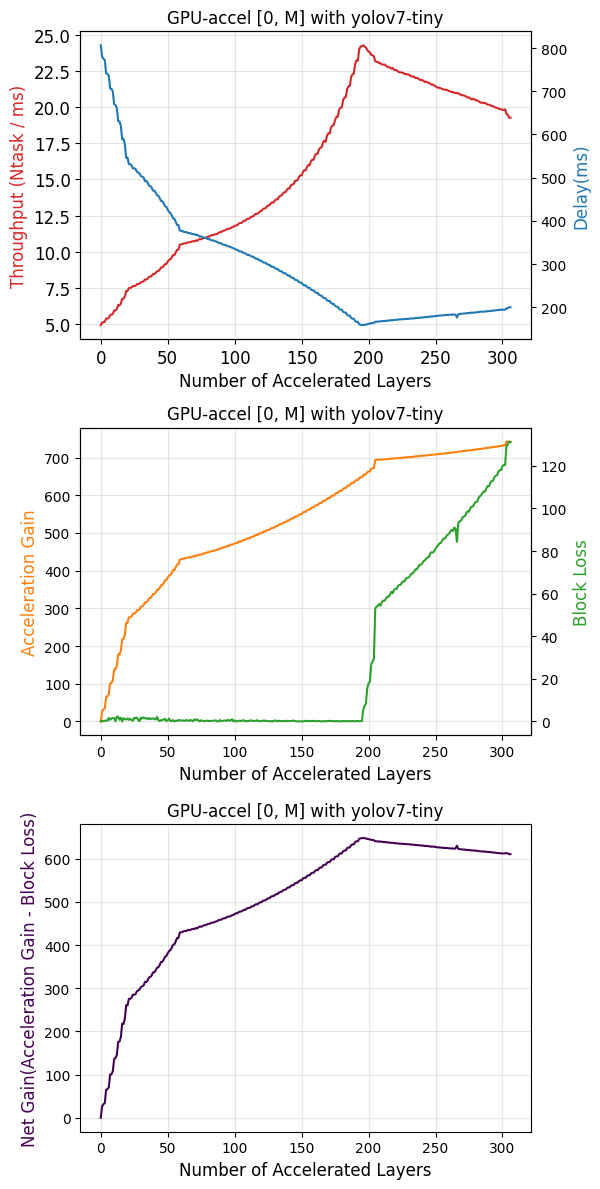 GPU-accel [0, M] with yolov7-tiny
Throughput (Ntask / ms)
25.0
22.5
20.0
17.5
15.0
12.5
10.0
7.5
5.0
800
700
600
500
400
300
200
Delay(ms)
0 50 100 150 200 250 300
Number of Accelerated Layers
GPU-accel [0, M] with yolov7-tiny
Acceleration Gain
700
600
500
400
300
200
100
0
120
100
80
60
40
20
0
Block Loss
0 50 100 150 200 250 300
Number of Accelerated Layers
GPU-accel [0, M] with yolov7-tiny
Net Gain(Acceleration Gain - Block Loss)
600
500
400
300
200
100
0
0 50 100 150 200 250 300
Number of Accelerated Layers